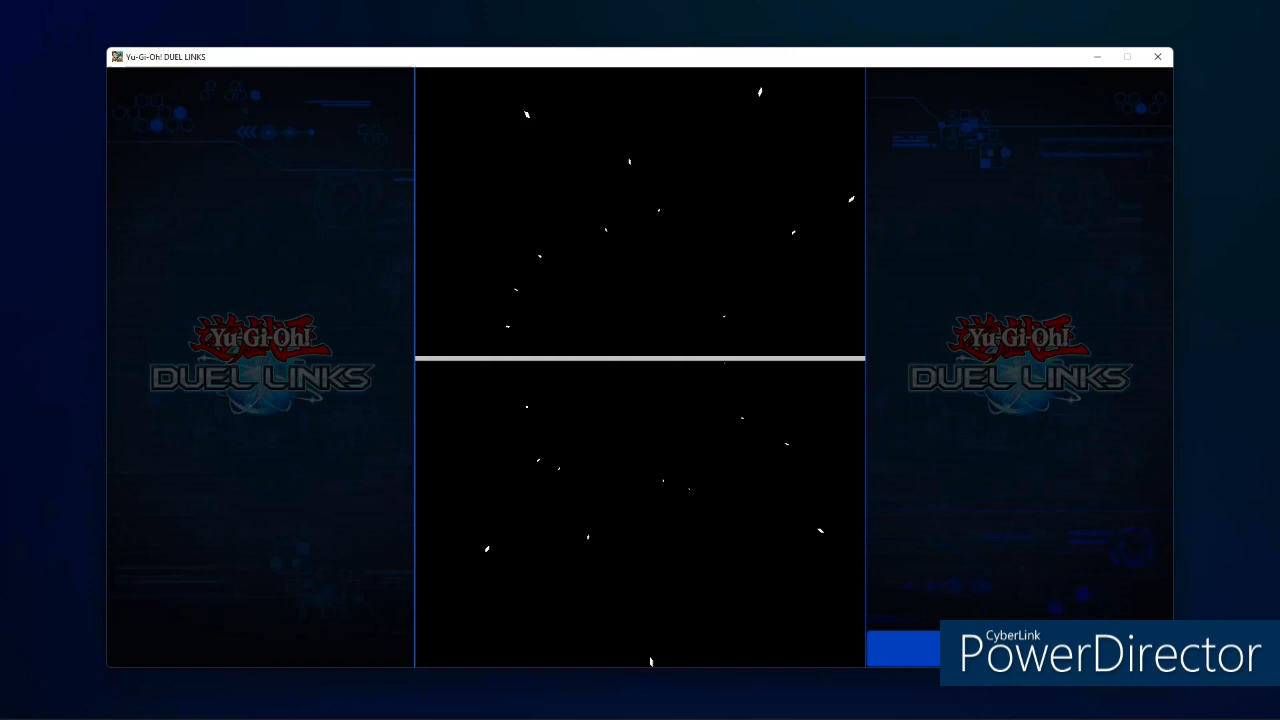 Yu-Gi-Oh! DUEL LINKS
Yu-Gi-Oh!
DUEL LINKS
Yu-Gi-Oh!
DUEL LINKS
CyberLink
PowerDirector